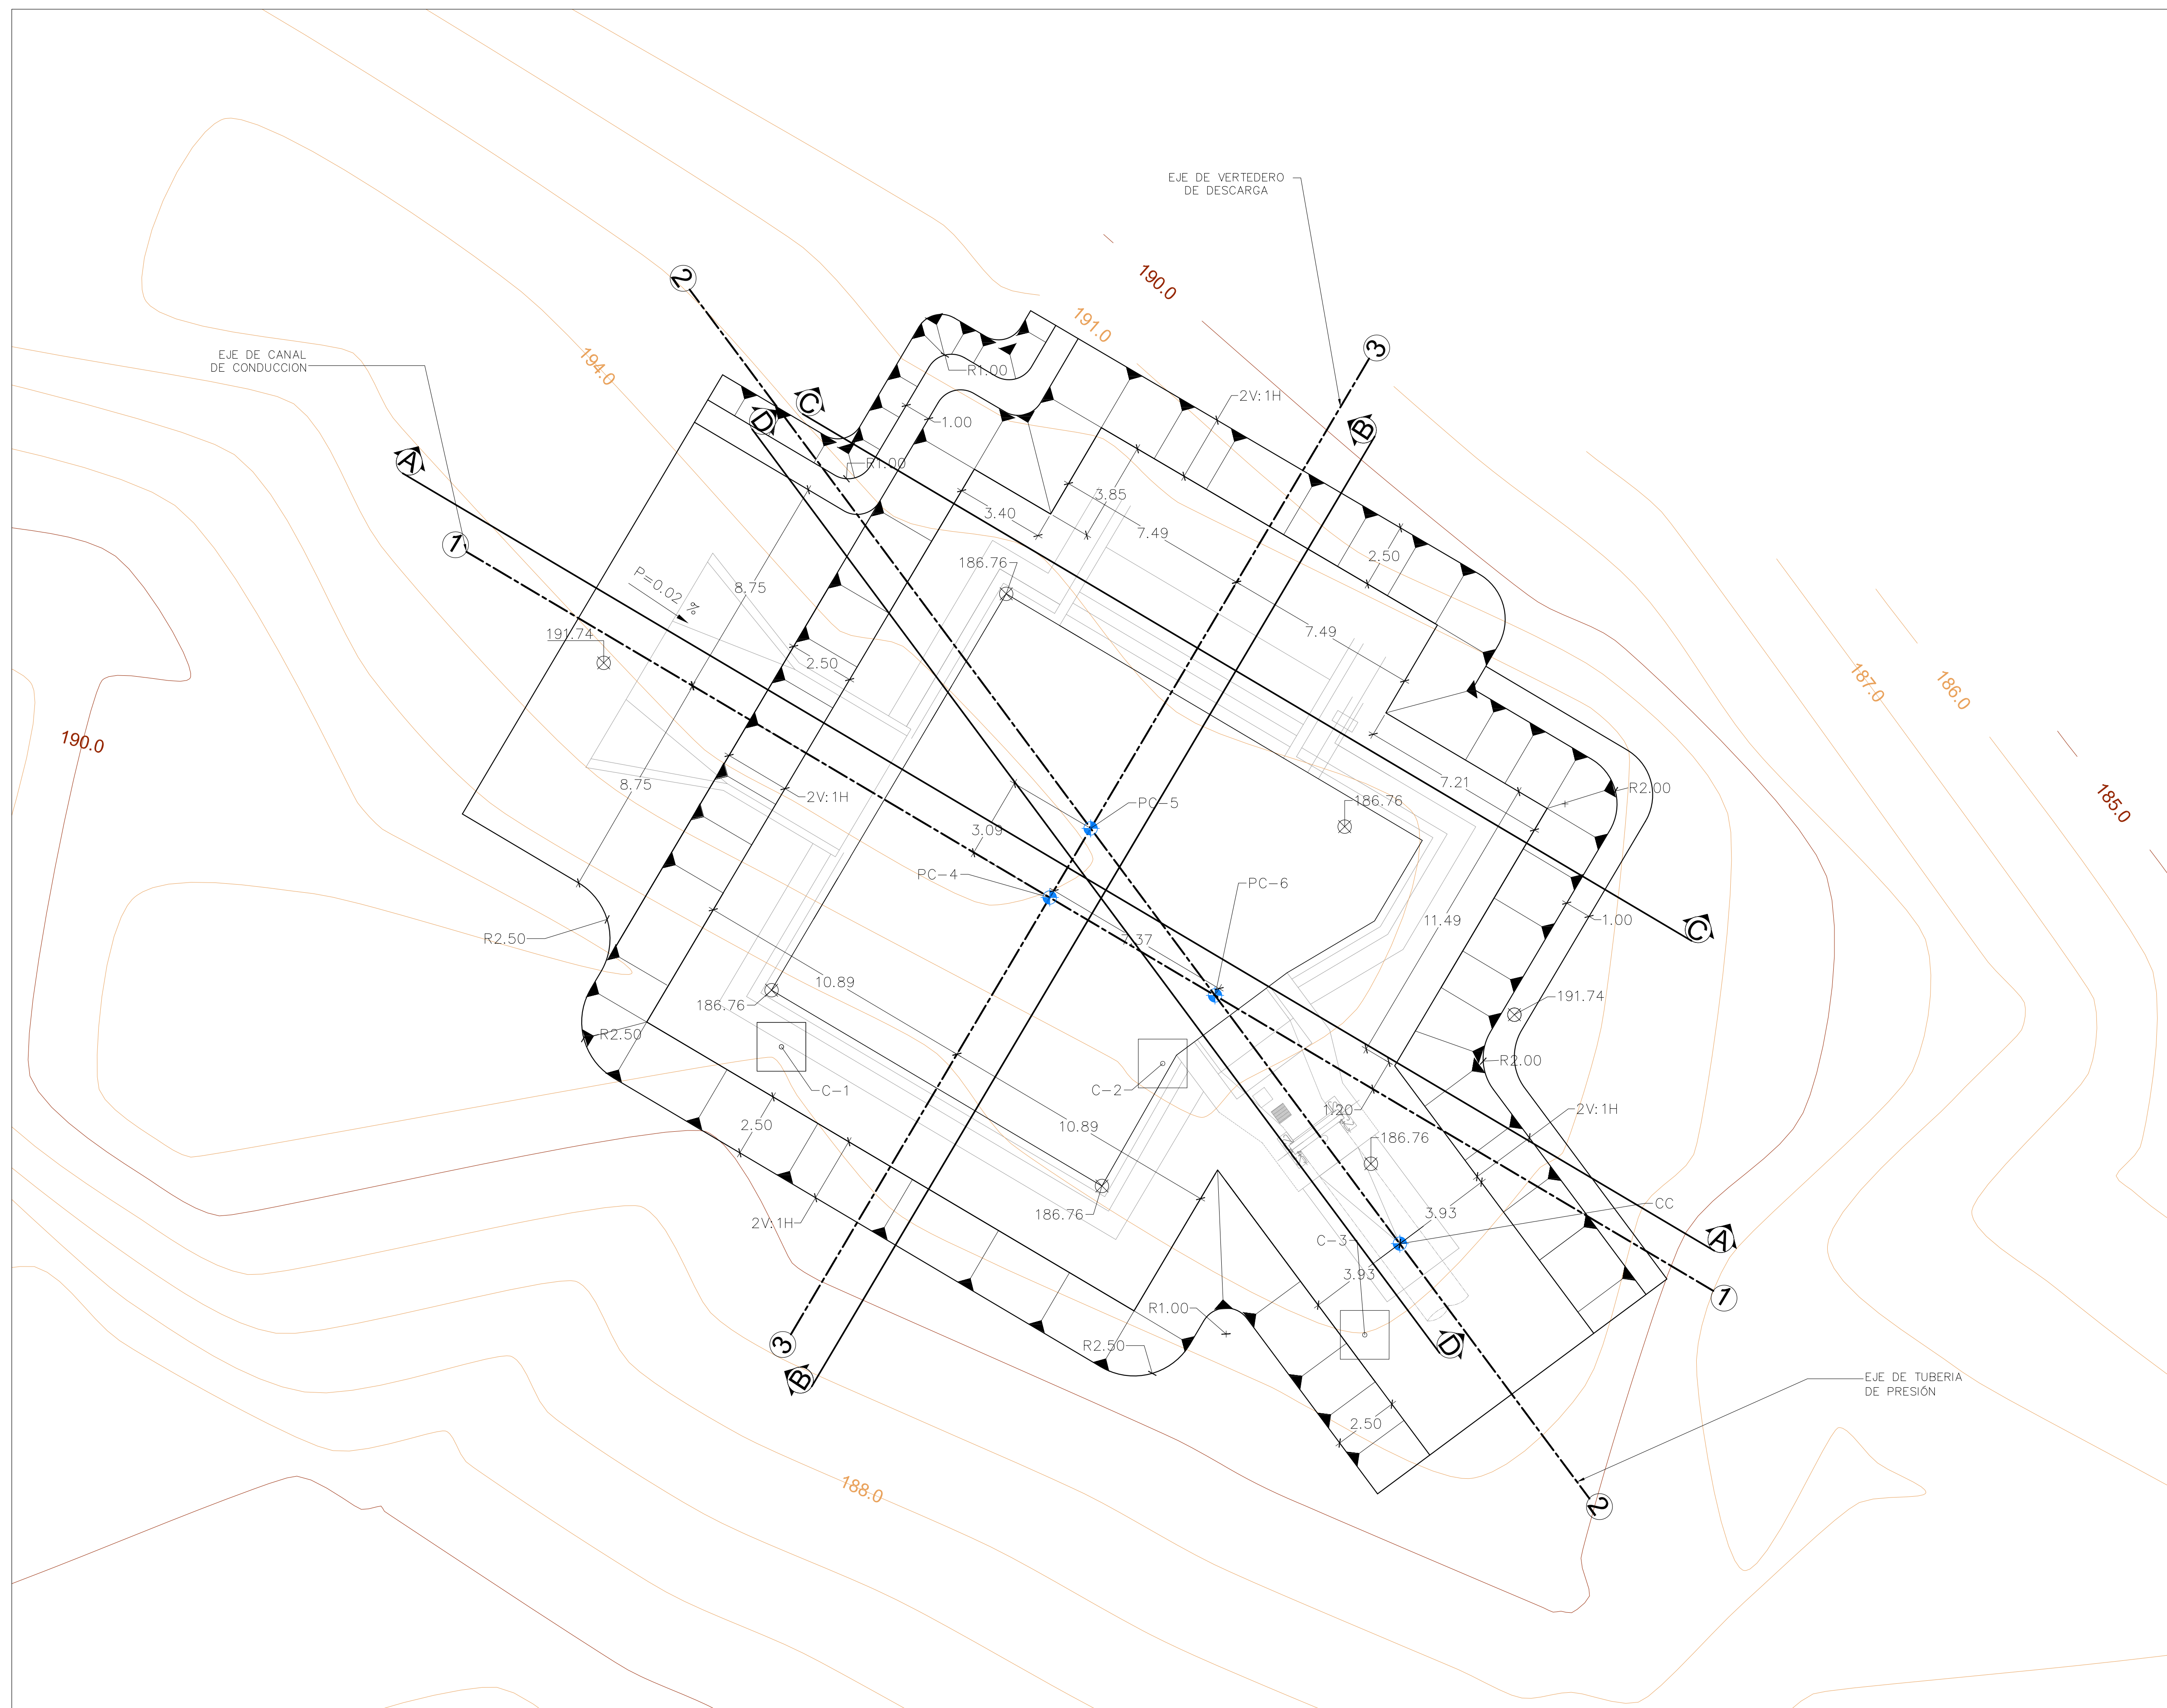 EJE DE VERTEDERO
DE DESCARGA
190.0
191.0
2
3
194.0
EJE DE CANAL
DE CONDUCCION
R1.00
2V:1H
C
D
B
1.00
A
R1.00
3.85
3.40
7.49
1
2.50
186.76
P=0.02 %
8.75
191.74
7.49
2.50
187.0
186.0
190.0
8.75
2V:1H
7.21
R2.00
186.76
185.0
PC-5
3.09
PC-4
PC-6
11.49
1.00
C
R2.50
7.37
10.89
186.76
191.74
R2.50
C-1
C-2
R2.00
2V:1H
1.20
2.50
10.89
186.76
CC
2V:1H
186.76
3.93
C-3
A
3.93
1
R1.00
3
R2.50
D
B
EJE DE TUBERIA
DE PRESIÓN
2.50
188.0
2